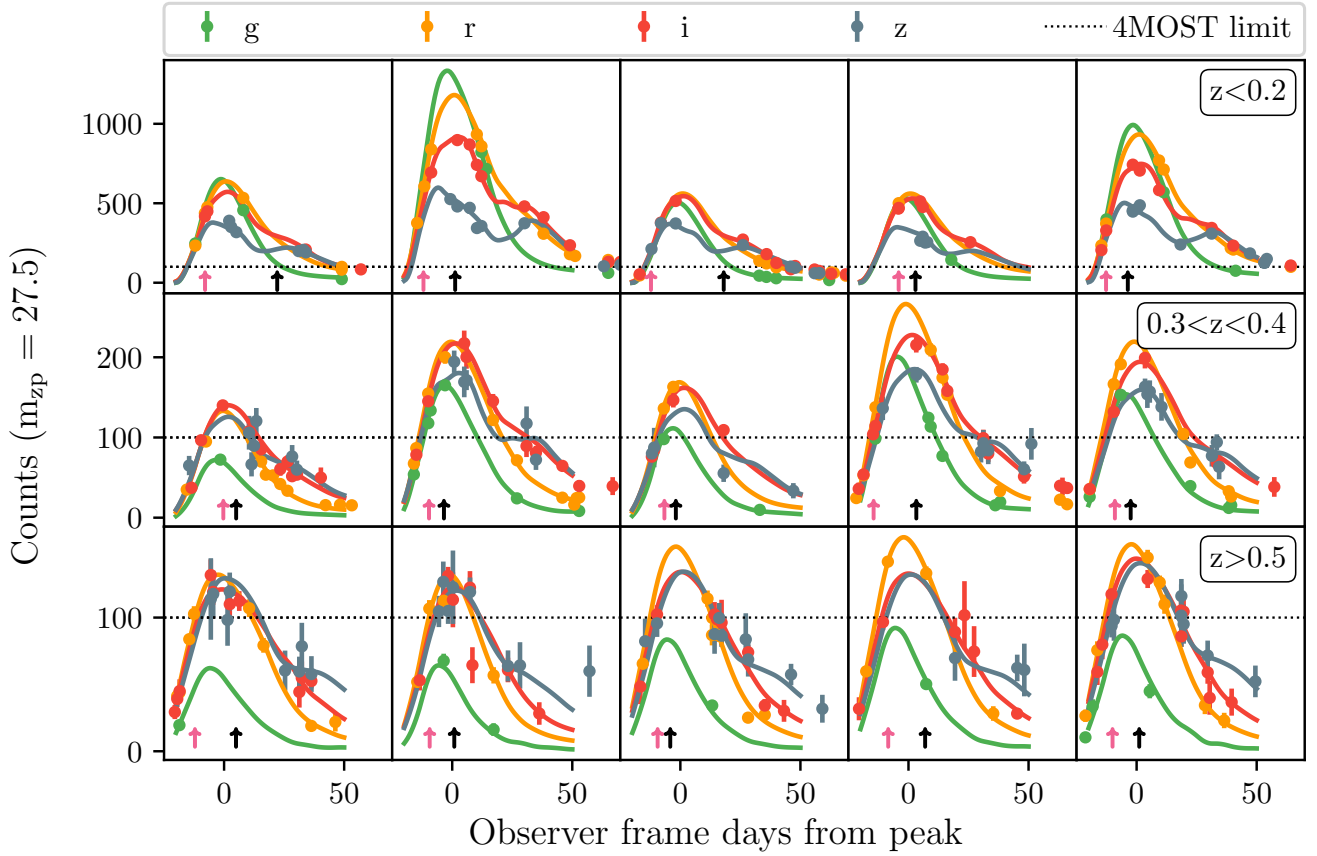 g r i z 4MOST limit
z<0.2
1000
500
0
0.3<z<0.4
200
100
0
z>0.5
100
0
0 50 0 50 0 50 0 50 0 50
Observer frame days from peak
Counts (m_zp = 27.5)